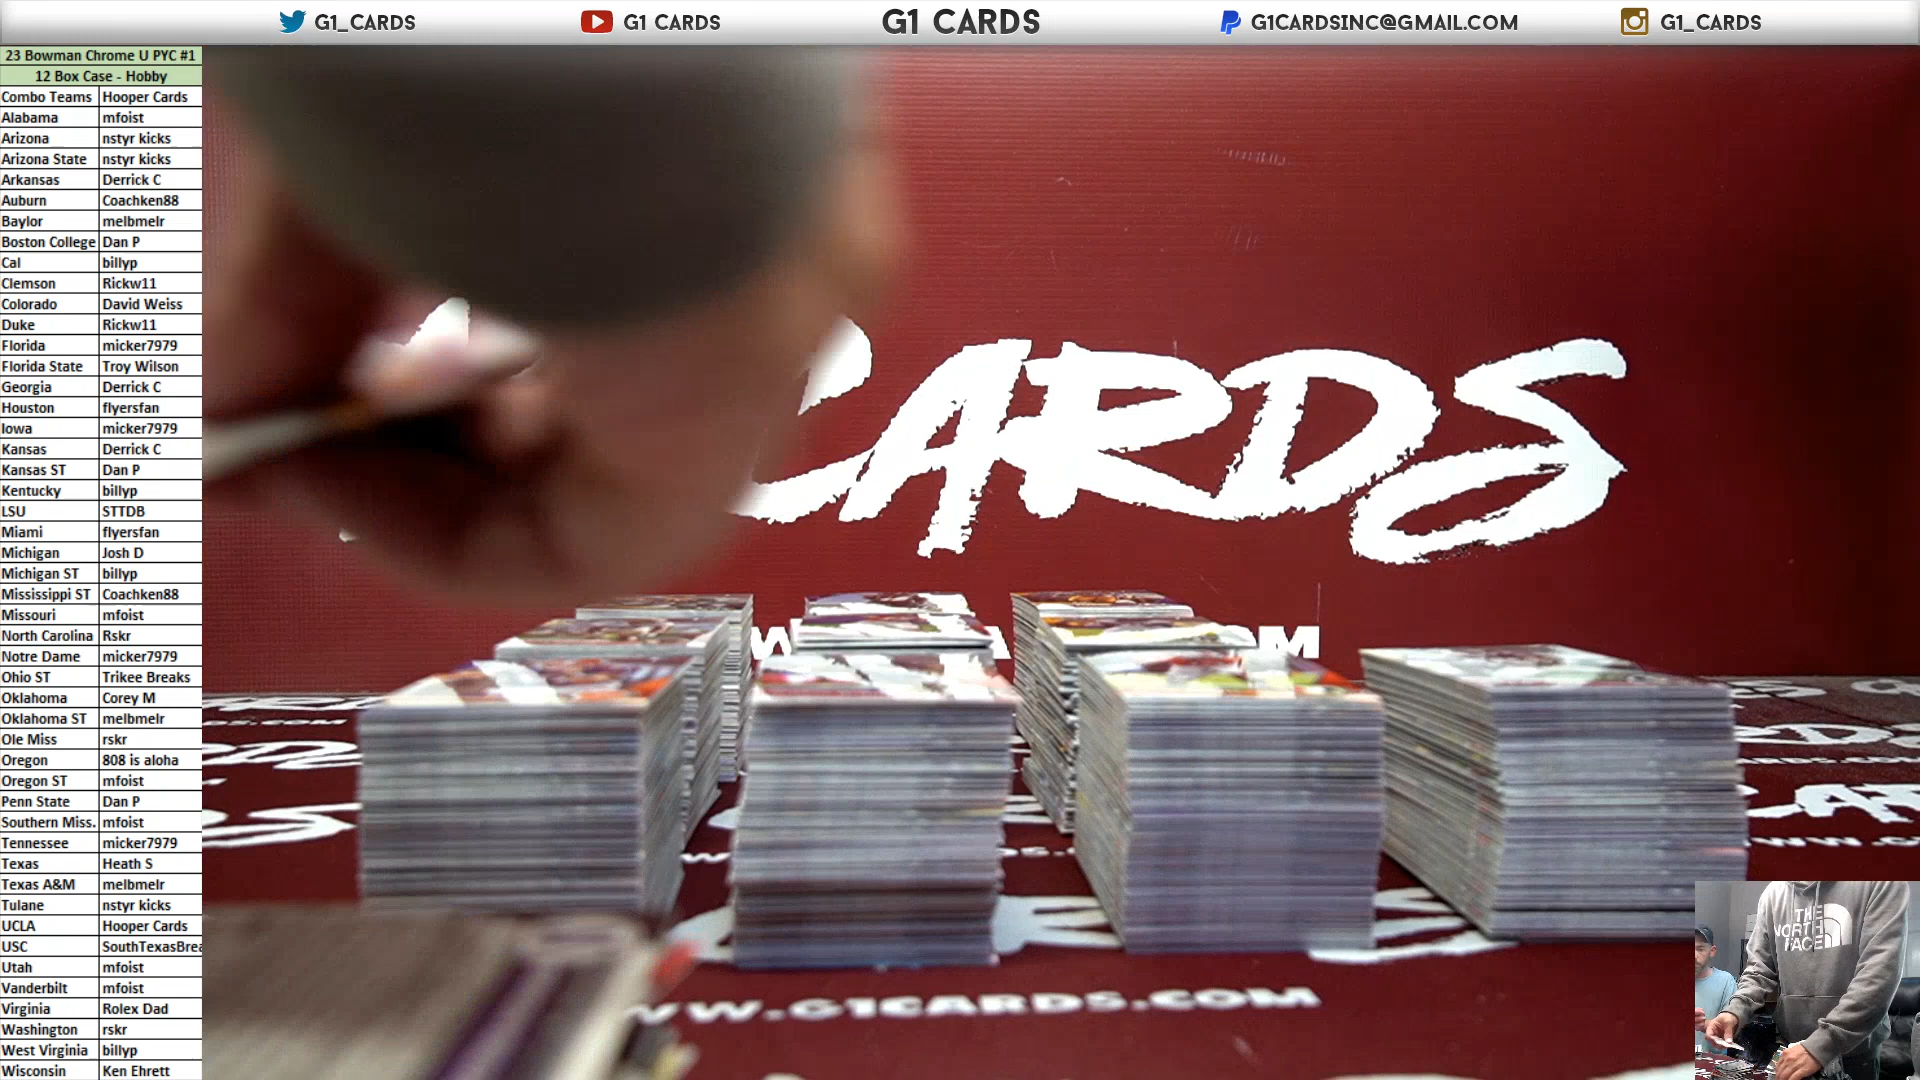 G1_CARDS
G1 CARDS
G1 CARDS
G1CARDSINC@GMAIL.COM
G1_CARDS
23 Bowman Chrome U PYC #1
12 Box Case - Hobby
Combo Teams Hooper Cards
Alabama mfoist
Arizona nstyr kicks
Arizona State nstyr kicks
Arkansas Derrick C
Auburn Coachken88
Baylor melbmelr
Boston College Dan P
Cal billyp
Clemson Rickw11
Colorado David Weiss
Duke Rickw11
Florida micker7979
Florida State Troy Wilson
Georgia Derrick C
Houston flyersfan
Iowa micker7979
Kansas Derrick C
Kansas ST Dan P
Kentucky billyp
LSU STTDB
Miami flyersfan
Michigan Josh D
Michigan ST billyp
Mississippi ST Coachken88
Missouri mfoist
North Carolina Rskr
Notre Dame micker7979
Ohio ST Trikee Breaks
Oklahoma Corey M
Oklahoma ST melbmelr
Ole Miss rskr
Oregon 808 is aloha
Oregon ST mfoist
Penn State Dan P
Southern Miss. mfoist
Tennessee micker7979
Texas Heath S
Texas A&M melbmelr
Tulane nstyr kicks
UCLA Hooper Cards
USC SouthTexasBrea
Utah mfoist
Vanderbilt mfoist
Virginia Rolex Dad
Washington rskr
West Virginia billyp
Wisconsin Ken Ehrett
CARDS
WWW.G1CARDS.COM
THE
NORTH
FACE